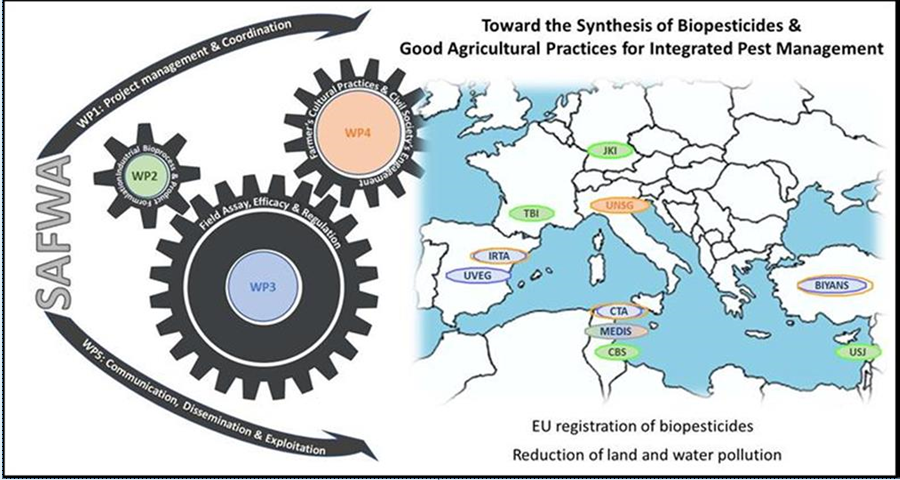 Toward the Synthesis of Biopesticides &
Good Agricultural Practices for Integrated Pest Management
SAFWA
WP1: Project management & Coordination
WP2
Industrial Bioprocess & Product Formulation
WP4
Farmer's Cultural Practices & Civil Society's Engagement
WP3
Field Assay, Efficacy & Regulation
WP5: Communication, Dissemination & Exploitation
JKI
UNSG
TBI
IRTA
UVEG
BIYANS
CTA
MEDIS
CBS
USJ
EU registration of biopesticides
Reduction of land and water pollution